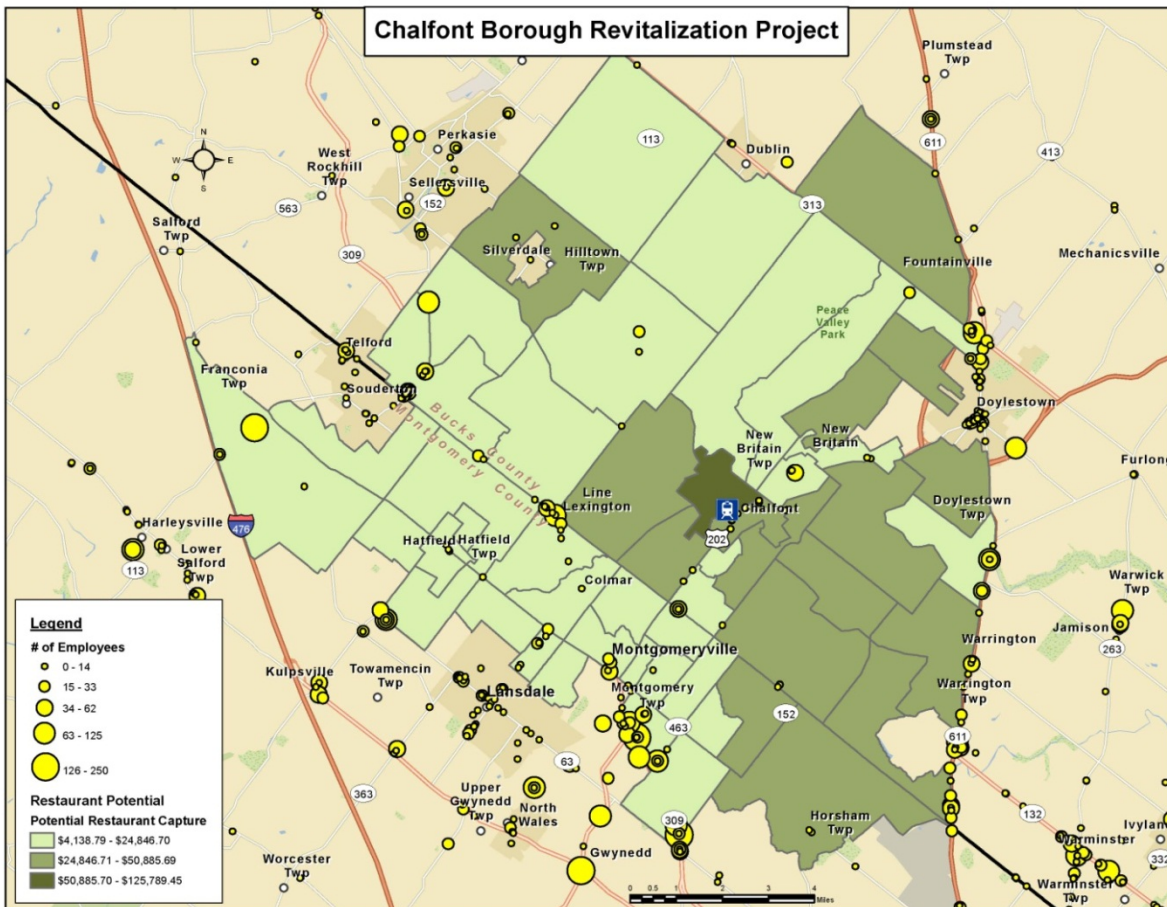 Chalfont Borough Revitalization Project
Plumstead
Twp
611
413
113
Dublin
Perkasie
West
Rockhill
Twp
Sellersville
152
563
313
Salford
Twp
309
Silverdale
Hilltown
Twp
Fountainville
Mechanicsville
Peace
Valley
Park
Telford
Franconia
Twp
Souderton
Bucks County
Montgomery County
Doylestown
New
Britain
New
Britain
Twp
Furlong
Line
Lexington
Chalfont
Doylestown
Twp
476
202
Harleysville
Hatfield
Hatfield
Twp
Lower
Salford
Twp
113
Colmar
Warwick
Twp
Jamison
263
Warrington
Montgomeryville
Kulpsville
Towamencin
Twp
Lansdale
Montgomery
Twp
Warrington
Twp
463
152
611
63
363
Upper
Gwynedd
Twp
North
Wales
309
Horsham
Twp
132
Warminster
Ivyland
332
Gwynedd
Worcester
Twp
Warminster
Twp
N
W E
S
Legend
# of Employees
0 - 14
15 - 33
34 - 62
63 - 125
126 - 250
Restaurant Potential
Potential Restaurant Capture
$4,138.79 - $24,846.70
$24,846.71 - $50,885.69
$50,885.70 - $125,789.45
0 0.5 1 2 3 4
Miles